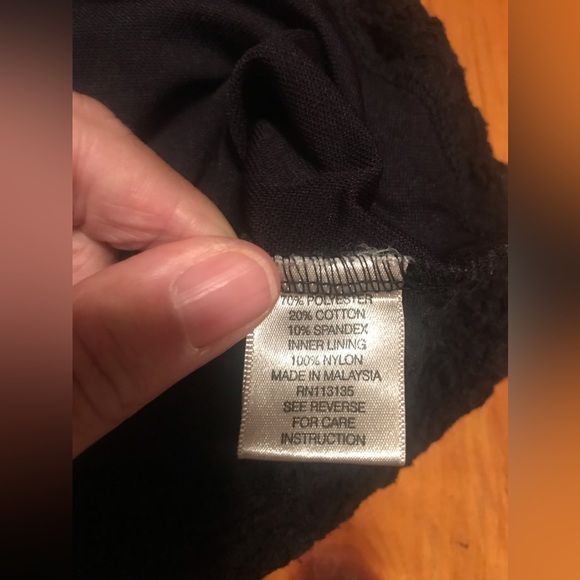 70% POLYESTER
20% COTTON
10% SPANDEX
INNER LINING
100% NYLON
MADE IN MALAYSIA
RN113135
SEE REVERSE
FOR CARE
INSTRUCTION